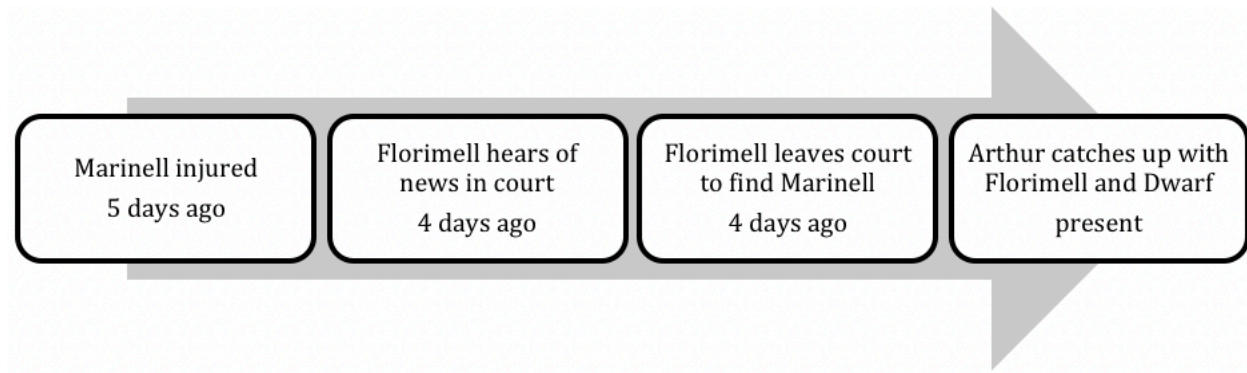 Marinell injured
5 days ago
Florimell hears of
news in court
4 days ago
Florimell leaves court
to find Marinell
4 days ago
Arthur catches up with
Florimell and Dwarf
present